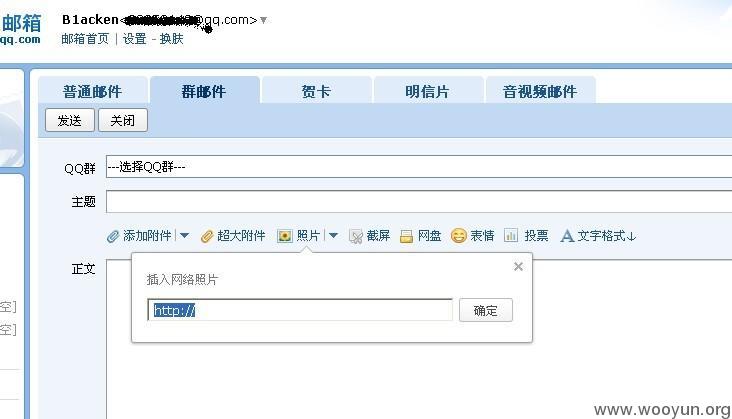 邮箱
B1acken<@qq.com>
qq.com
邮箱首页 | 设置 - 换肤
普通邮件 群邮件 贺卡 明信片 音视频邮件
发送 关闭
QQ群 ---选择QQ群---
主题
添加附件 | 超大附件 照片 | 截屏 网盘 表情 投票 A 文字格式↓
正文
插入网络照片 ×
空]
http:// 确定
空]
www.wooyun.org